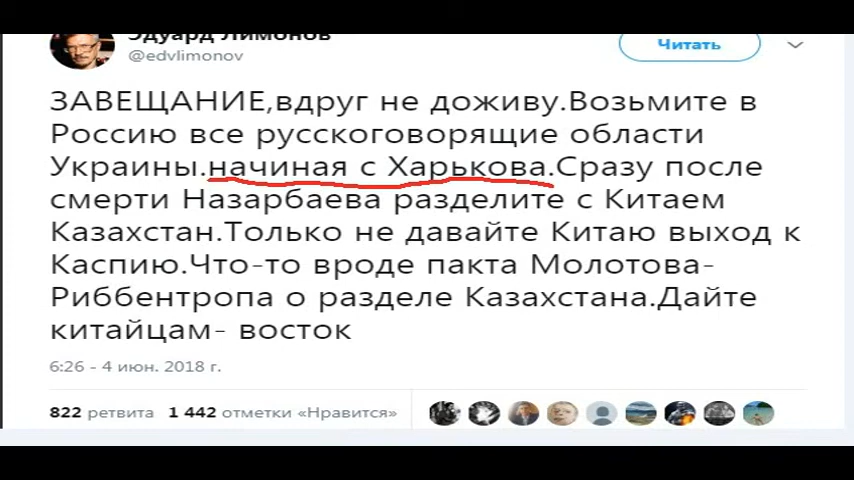 Эдуард Лимонов
@edvlimonov
Читать
ЗАВЕЩАНИЕ,вдруг не доживу.Возьмите в
Россию все русскоговорящие области
Украины.начиная с Харькова.Сразу после
смерти Назарбаева разделите с Китаем
Казахстан.Только не давайте Китаю выход к
Каспию.Что-то вроде пакта Молотова-
Риббентропа о разделе Казахстана.Дайте
китайцам- восток
6:26 - 4 июн. 2018 г.
822 ретвита 1 442 отметки «Нравится»